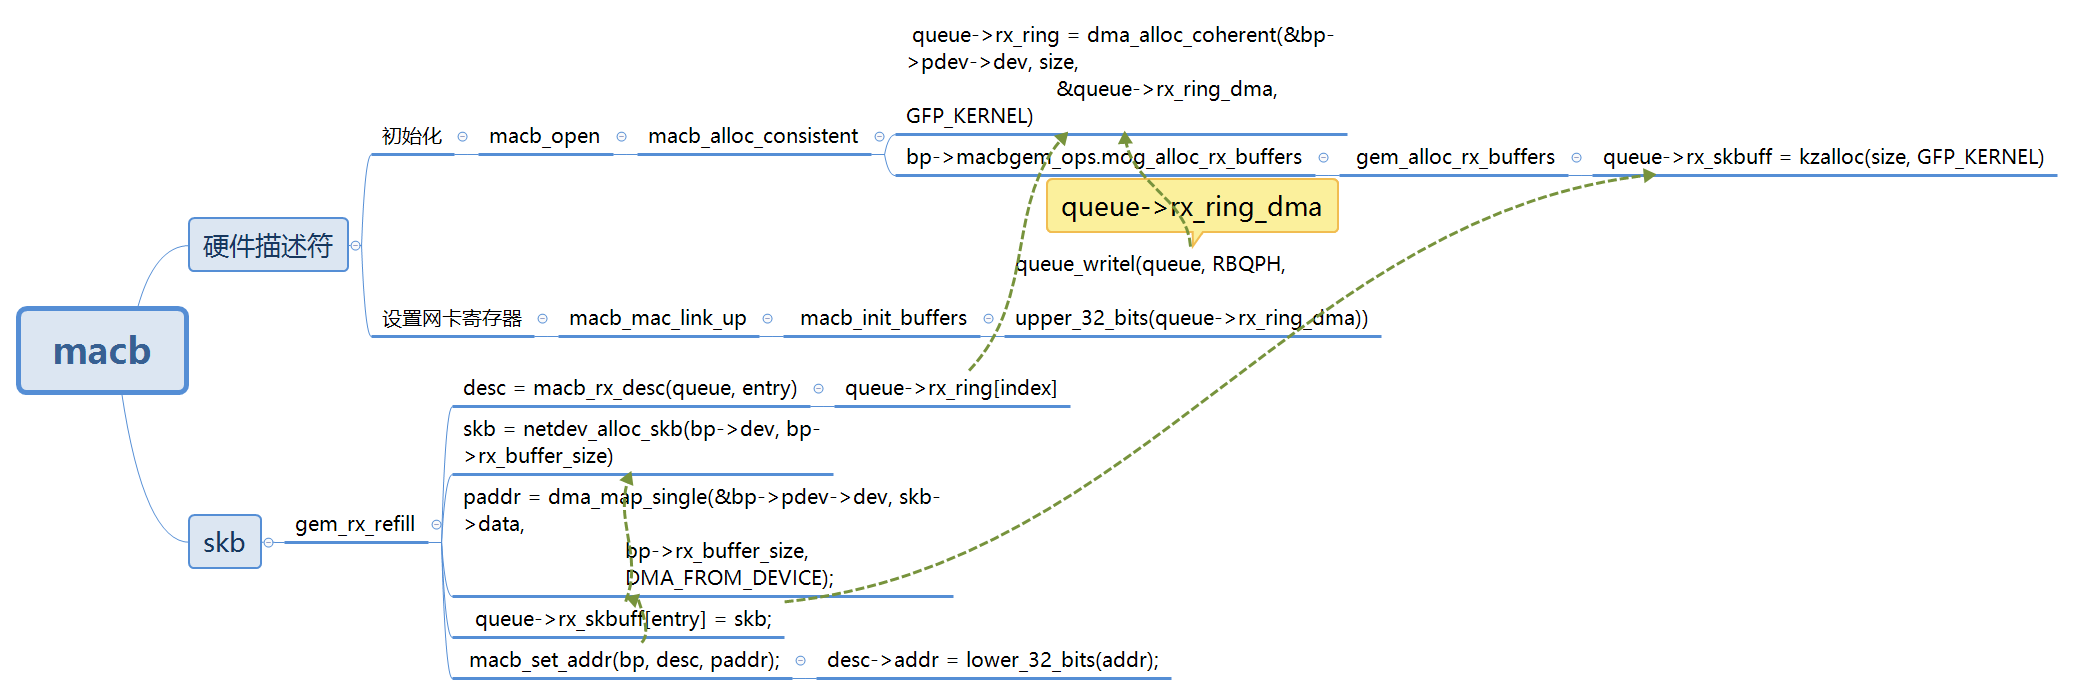 queue->rx_ring = dma_alloc_coherent(&bp-
>pdev->dev, size,
&queue->rx_ring_dma,
GFP_KERNEL)
初始化
macb_open
macb_alloc_consistent
bp->macbgem_ops.mog_alloc_rx_buffers
gem_alloc_rx_buffers
queue->rx_skbuff = kzalloc(size, GFP_KERNEL)
queue->rx_ring_dma
硬件描述符
queue_writel(queue, RBQPH,
设置网卡寄存器
macb_mac_link_up
macb_init_buffers
upper_32_bits(queue->rx_ring_dma))
macb
desc = macb_rx_desc(queue, entry)
queue->rx_ring[index]
skb = netdev_alloc_skb(bp->dev, bp-
>rx_buffer_size)
paddr = dma_map_single(&bp->pdev->dev, skb-
>data,
bp->rx_buffer_size,
DMA_FROM_DEVICE);
skb
gem_rx_refill
queue->rx_skbuff[entry] = skb;
macb_set_addr(bp, desc, paddr);
desc->addr = lower_32_bits(addr);